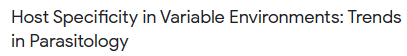 Host Specificity in Variable Environments: Trends
in Parasitology